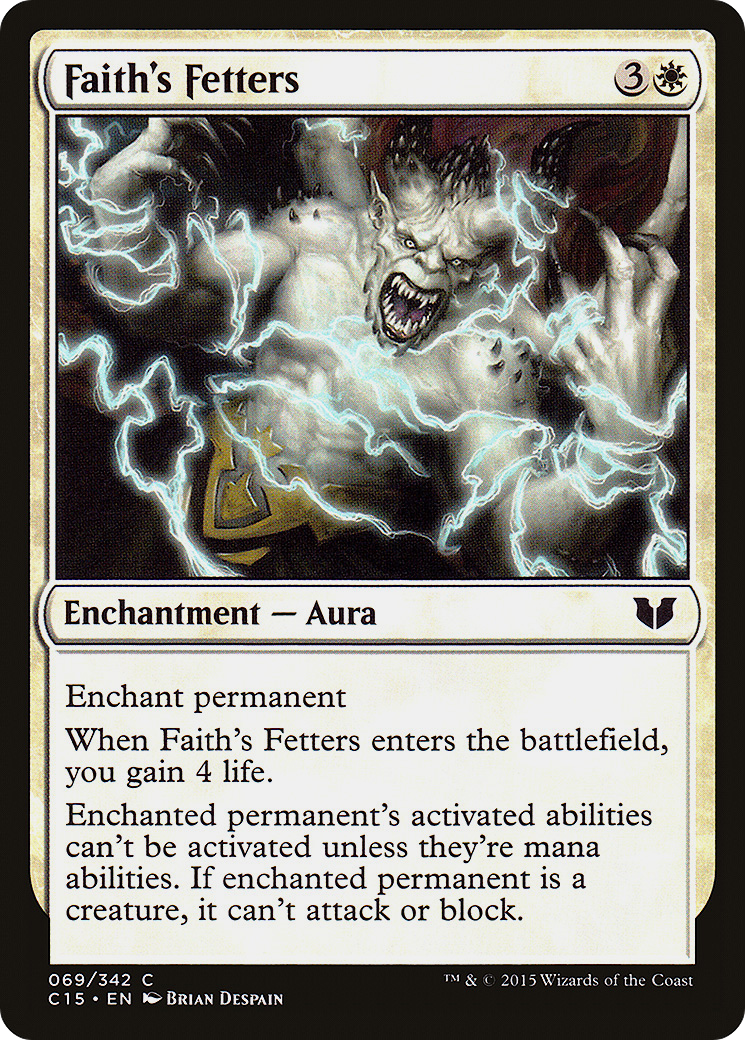 Faith's Fetters 3
Enchantment — Aura
Enchant permanent
When Faith's Fetters enters the battlefield,
you gain 4 life.
Enchanted permanent's activated abilities
can't be activated unless they're mana
abilities. If enchanted permanent is a
creature, it can't attack or block.
069/342 C
™ & © 2015 Wizards of the Coast
C15 • EN Brian Despain